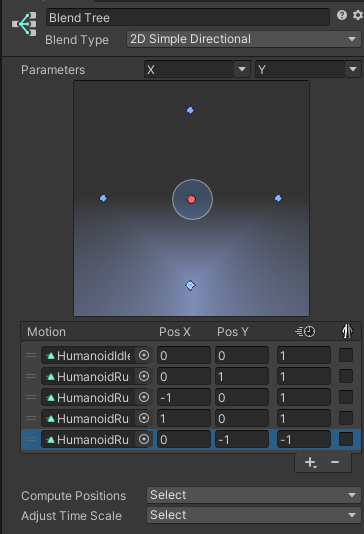 Blend Tree
Blend Type 2D Simple Directional
Parameters X Y
Motion Pos X Pos Y
HumanoidIdle 0 0 1
HumanoidRu 0 1 1
HumanoidRu -1 0 1
HumanoidRu 1 0 1
HumanoidRu 0 -1 -1
+ −
Compute Positions Select
Adjust Time Scale Select